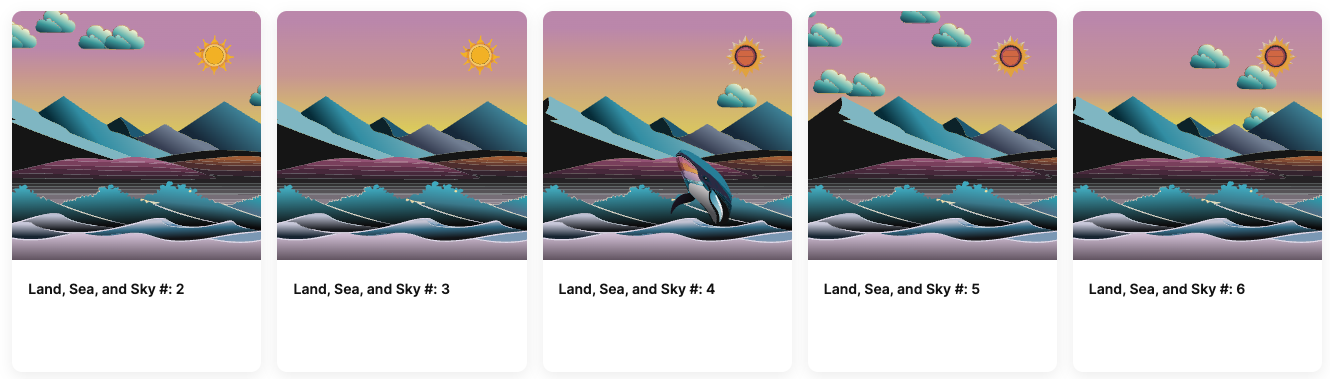 Land, Sea, and Sky #: 2
Land, Sea, and Sky #: 3
Land, Sea, and Sky #: 4
Land, Sea, and Sky #: 5
Land, Sea, and Sky #: 6